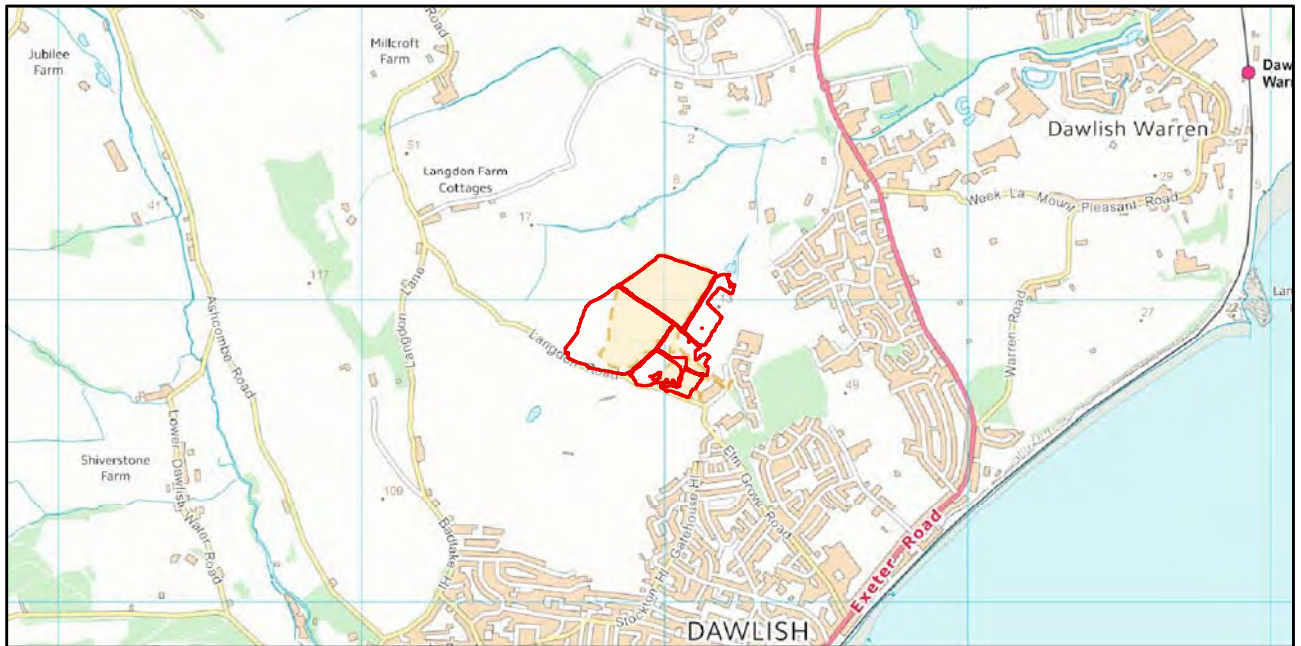 Jubilee
Farm
Millcroft
Farm
Road
Daw
Warr
Dawlish Warren
2
51
8
Langdon Farm
Cottages
29
5
Week La
Mount Pleasant Road
41
17
117
Lan
Langdon Lane
Ashcombe Road
27
Langdon Road
Warren Road
49
Lower Dawlish Water Road
Shiverstone
Farm
109
Elm Grove Road
Gatehouse Hl
Badlake Hl
Exeter Road
Stockton Hl
DAWLISH